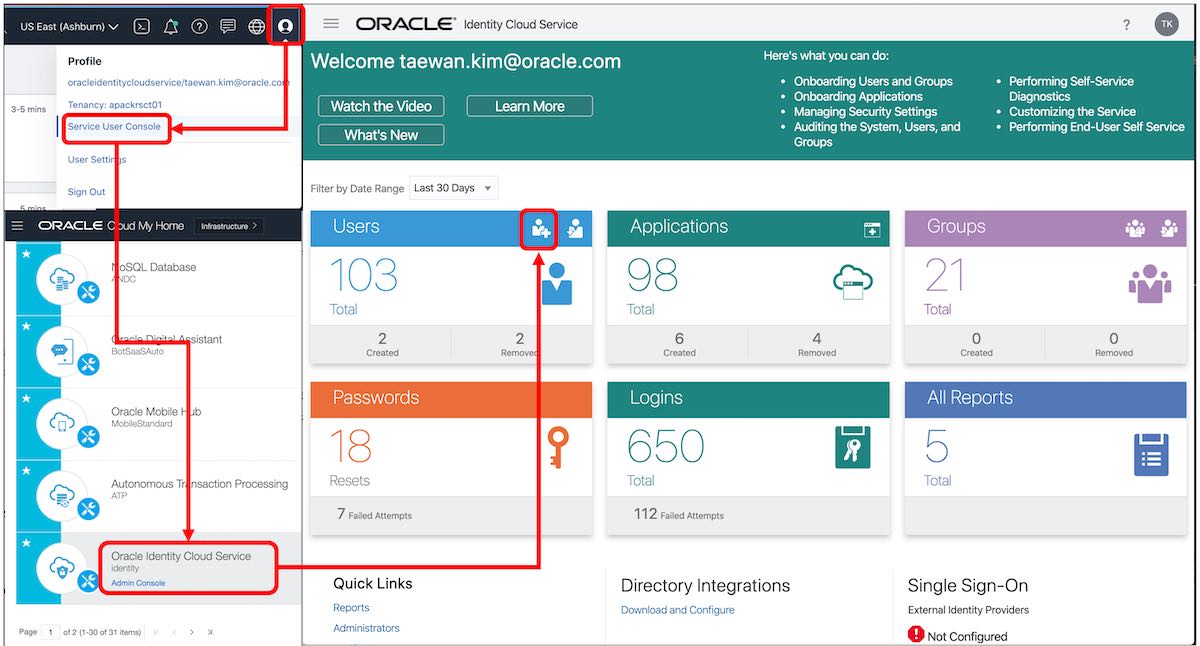 US East (Ashburn)
Profile
oracleidentitycloudservice/taewan.kim@oracle.com
3-5 mins
Tenancy: apackrsct01
Service User Console
User Settings
Sign Out
5 mins
ORACLE Cloud My Home
Infrastructure >
NoSQL Database
ANDC
Oracle Digital Assistant
BotSaaSAuto
Oracle Mobile Hub
MobileStandard
Autonomous Transaction Processing
ATP
Oracle Identity Cloud Service
identity
Admin Console
Page 1 of 2 (1-30 of 31 items)
ORACLE® Identity Cloud Service
?
TK
Welcome taewan.kim@oracle.com
Watch the Video
Learn More
What's New
Here's what you can do:
• Onboarding Users and Groups
• Onboarding Applications
• Managing Security Settings
• Auditing the System, Users, and
Groups
• Performing Self-Service
Diagnostics
• Customizing the Service
• Performing End-User Self Service
Filter by Date Range Last 30 Days
Users
103
Total
2
Created
2
Removed
Applications
98
Total
6
Created
4
Removed
Groups
21
Total
0
Created
0
Removed
Passwords
18
Resets
7 Failed Attempts
Logins
650
Total
112 Failed Attempts
All Reports
5
Total
Quick Links
Reports
Administrators
Directory Integrations
Download and Configure
Single Sign-On
External Identity Providers
Not Configured